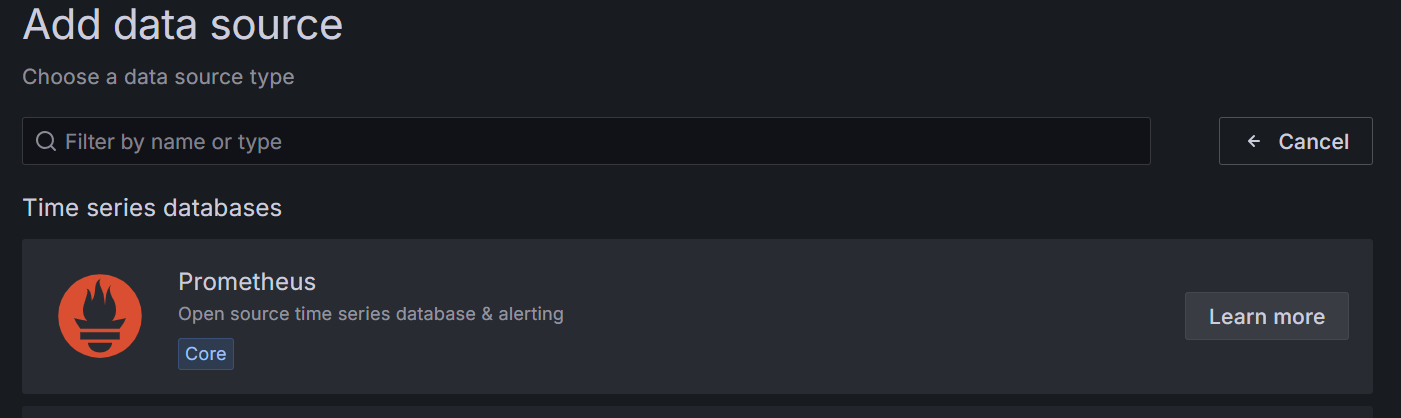 Add data source
Choose a data source type
Filter by name or type
Cancel
Time series databases
Prometheus
Open source time series database & alerting
Learn more
Core